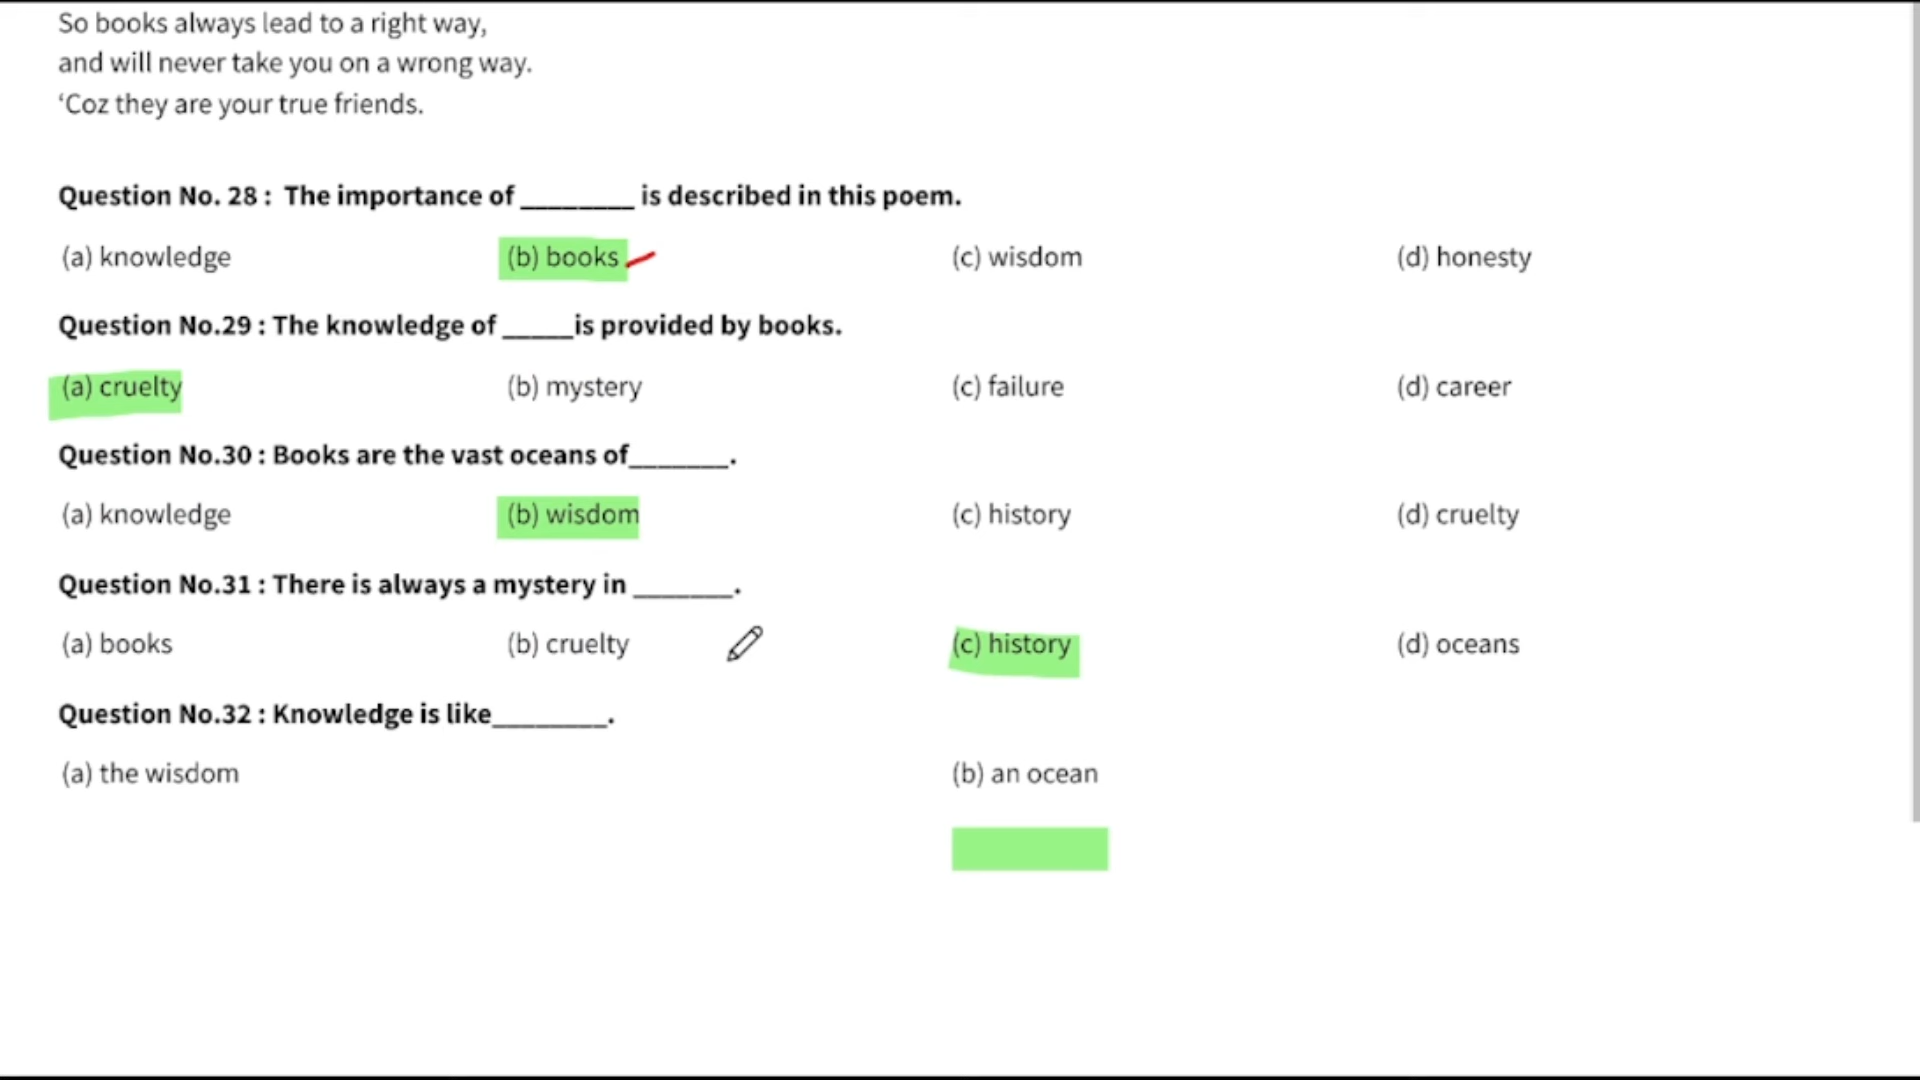 So books always lead to a right way,
and will never take you on a wrong way.
‘Coz they are your true friends.
Question No. 28 : The importance of ________ is described in this poem.
(a) knowledge (b) books (c) wisdom (d) honesty
Question No.29 : The knowledge of _____is provided by books.
(a) cruelty (b) mystery (c) failure (d) career
Question No.30 : Books are the vast oceans of_______.
(a) knowledge (b) wisdom (c) history (d) cruelty
Question No.31 : There is always a mystery in _______.
(a) books (b) cruelty (c) history (d) oceans
Question No.32 : Knowledge is like________.
(a) the wisdom (b) an ocean